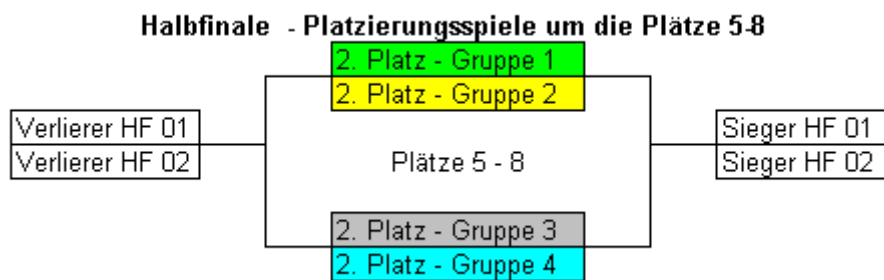 Halbfinale - Platzierungsspiele um die Plätze 5-8
2. Platz - Gruppe 1
2. Platz - Gruppe 2
Verlierer HF 01
Verlierer HF 02
Plätze 5 - 8
Sieger HF 01
Sieger HF 02
2. Platz - Gruppe 3
2. Platz - Gruppe 4